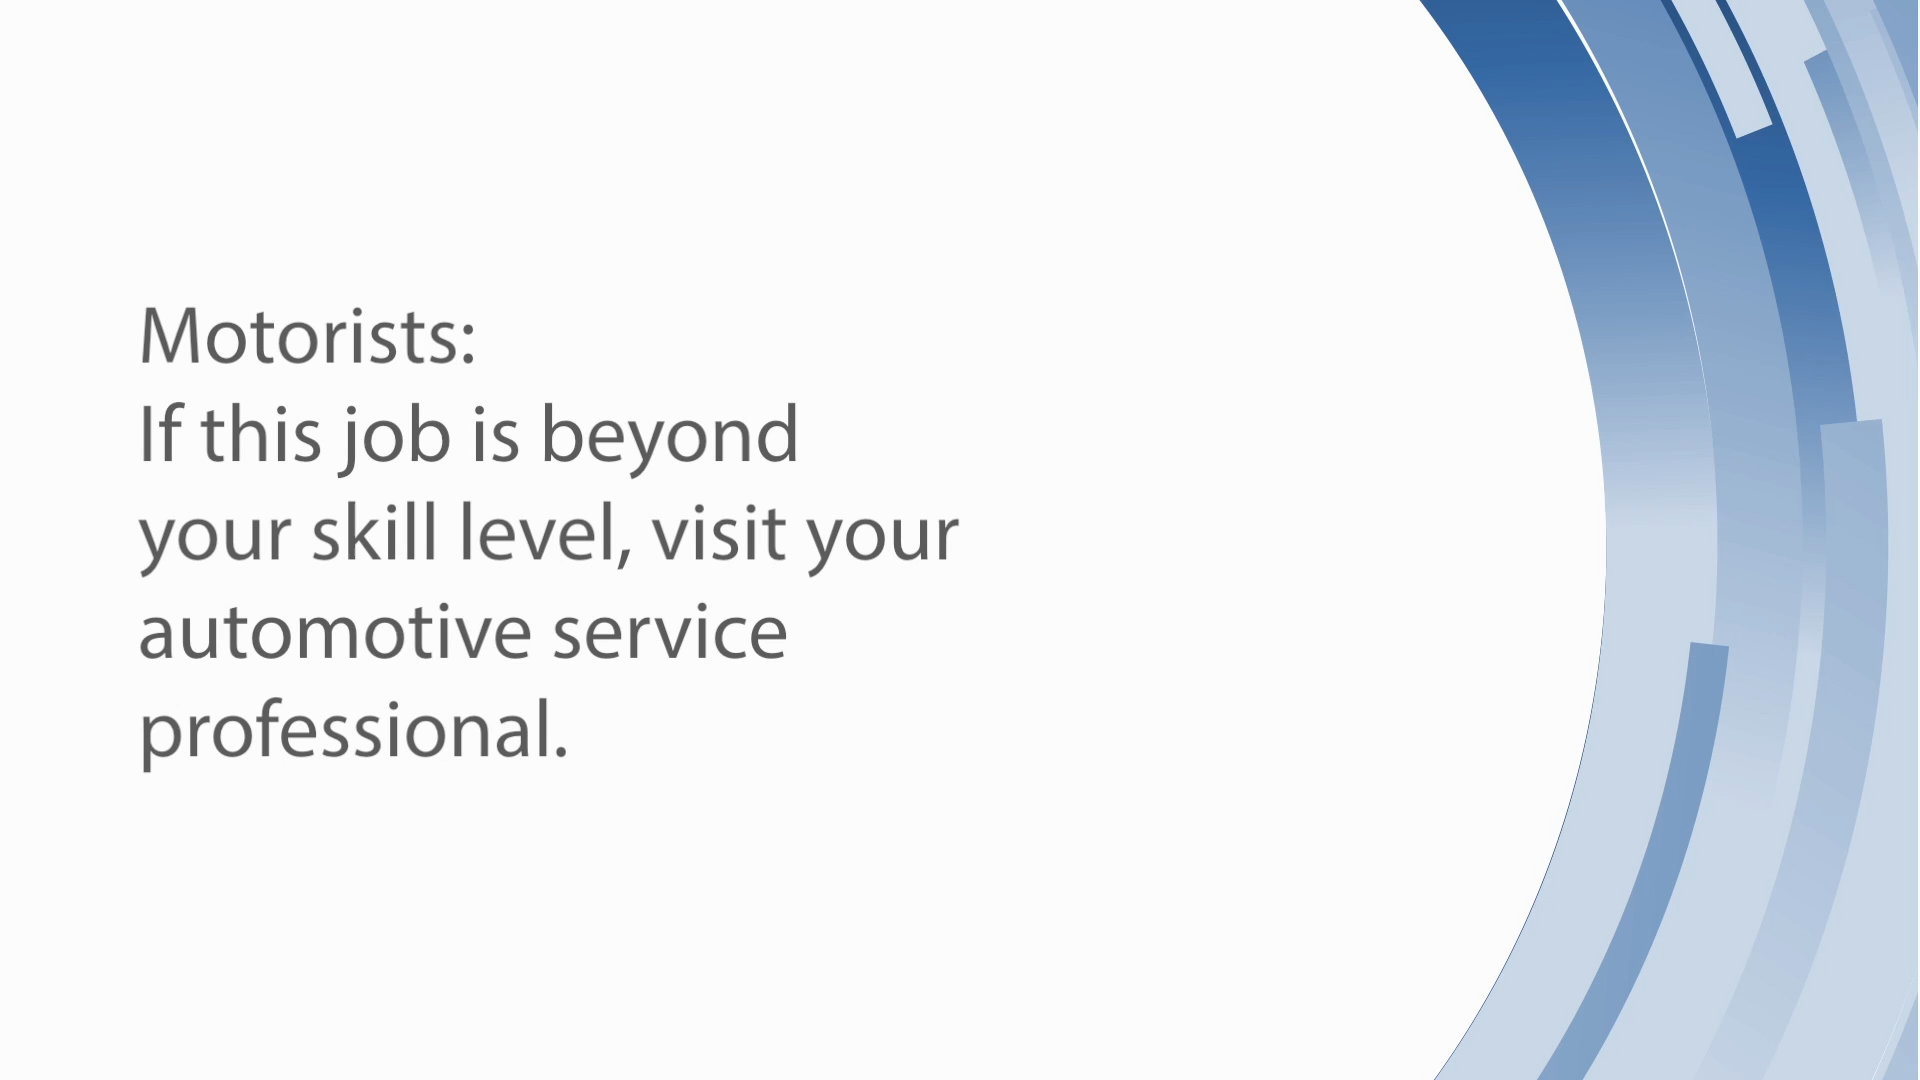 Motorists:
If this job is beyond
your skill level, visit your
automotive service
professional.